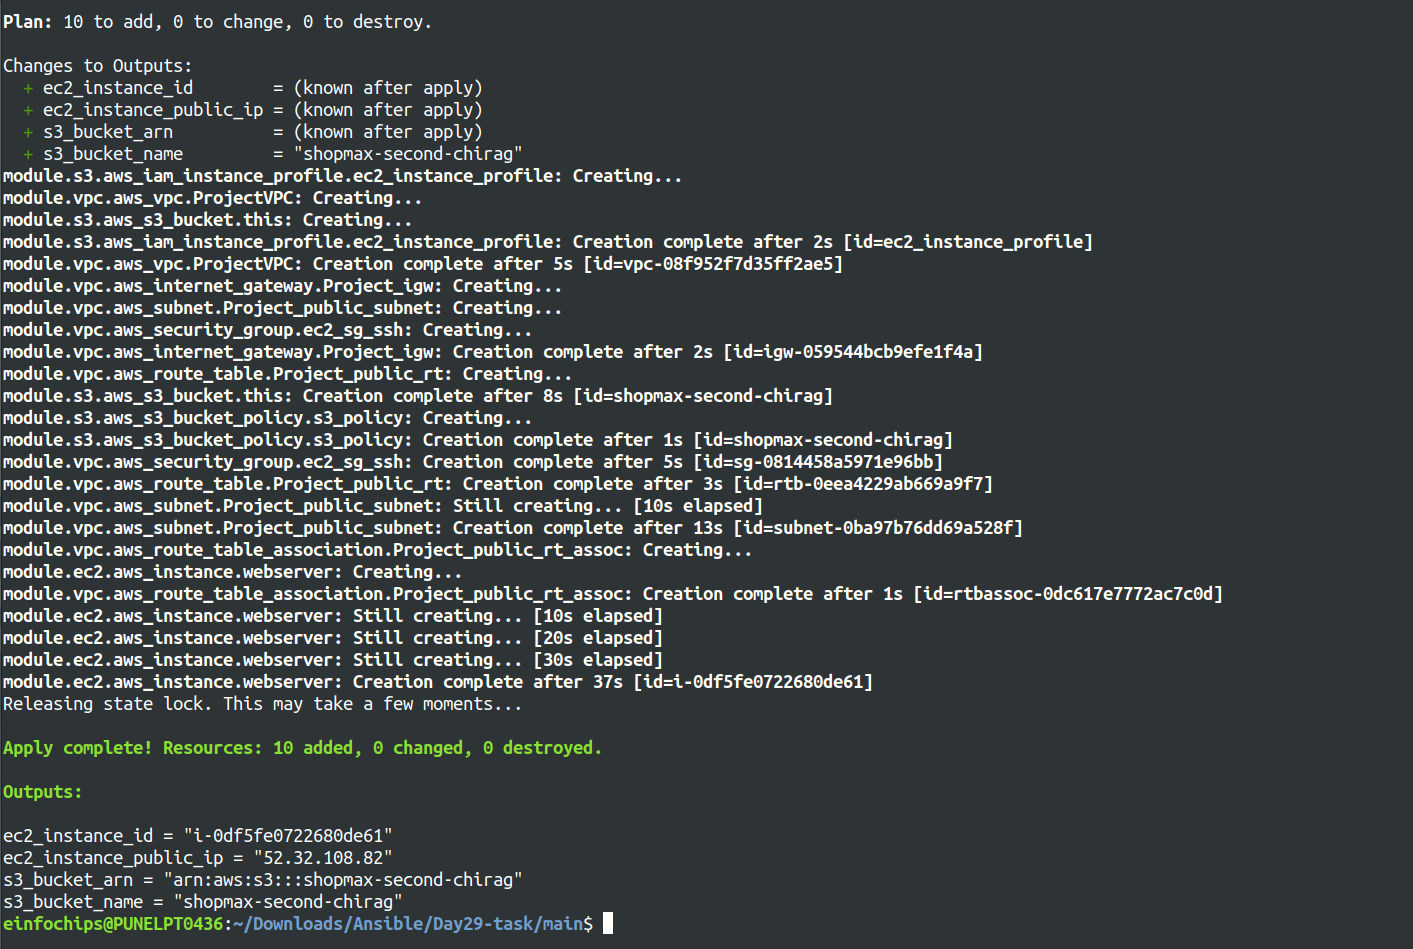 Plan: 10 to add, 0 to change, 0 to destroy.
Changes to Outputs:
  + ec2_instance_id        = (known after apply)
  + ec2_instance_public_ip = (known after apply)
  + s3_bucket_arn          = (known after apply)
  + s3_bucket_name         = "shopmax-second-chirag"
module.s3.aws_iam_instance_profile.ec2_instance_profile: Creating...
module.vpc.aws_vpc.ProjectVPC: Creating...
module.s3.aws_s3_bucket.this: Creating...
module.s3.aws_iam_instance_profile.ec2_instance_profile: Creation complete after 2s [id=ec2_instance_profile]
module.vpc.aws_vpc.ProjectVPC: Creation complete after 5s [id=vpc-08f952f7d35ff2ae5]
module.vpc.aws_internet_gateway.Project_igw: Creating...
module.vpc.aws_subnet.Project_public_subnet: Creating...
module.vpc.aws_security_group.ec2_sg_ssh: Creating...
module.vpc.aws_internet_gateway.Project_igw: Creation complete after 2s [id=igw-059544bcb9efe1f4a]
module.vpc.aws_route_table.Project_public_rt: Creating...
module.s3.aws_s3_bucket.this: Creation complete after 8s [id=shopmax-second-chirag]
module.s3.aws_s3_bucket_policy.s3_policy: Creating...
module.s3.aws_s3_bucket_policy.s3_policy: Creation complete after 1s [id=shopmax-second-chirag]
module.vpc.aws_security_group.ec2_sg_ssh: Creation complete after 5s [id=sg-0814458a5971e96bb]
module.vpc.aws_route_table.Project_public_rt: Creation complete after 3s [id=rtb-0eea4229ab669a9f7]
module.vpc.aws_subnet.Project_public_subnet: Still creating... [10s elapsed]
module.vpc.aws_subnet.Project_public_subnet: Creation complete after 13s [id=subnet-0ba97b76dd69a528f]
module.vpc.aws_route_table_association.Project_public_rt_assoc: Creating...
module.ec2.aws_instance.webserver: Creating...
module.vpc.aws_route_table_association.Project_public_rt_assoc: Creation complete after 1s [id=rtbassoc-0dc617e7772ac7c0d]
module.ec2.aws_instance.webserver: Still creating... [10s elapsed]
module.ec2.aws_instance.webserver: Still creating... [20s elapsed]
module.ec2.aws_instance.webserver: Still creating... [30s elapsed]
module.ec2.aws_instance.webserver: Creation complete after 37s [id=i-0df5fe0722680de61]
Releasing state lock. This may take a few moments...
Apply complete! Resources: 10 added, 0 changed, 0 destroyed.
Outputs:
ec2_instance_id = "i-0df5fe0722680de61"
ec2_instance_public_ip = "52.32.108.82"
s3_bucket_arn = "arn:aws:s3:::shopmax-second-chirag"
s3_bucket_name = "shopmax-second-chirag"
einfochips@PUNELPT0436:~/Downloads/Ansible/Day29-task/main$